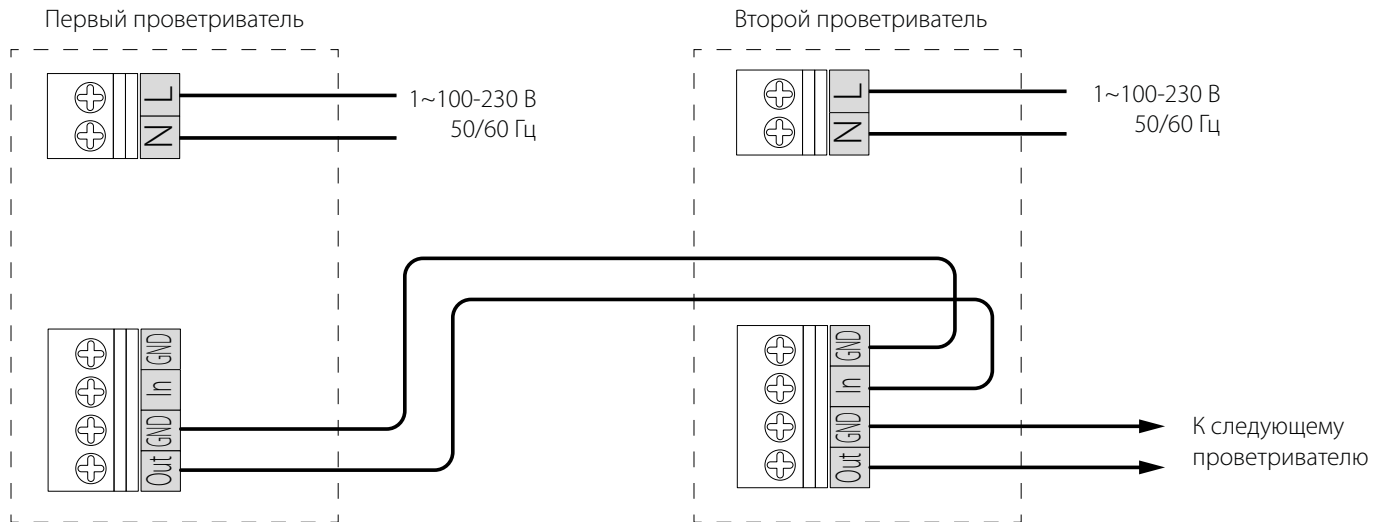 Первый проветриватель
Второй проветриватель
L
N
1~100-230 В
50/60 Гц
L
N
1~100-230 В
50/60 Гц
GND
In
GND
Out
GND
In
GND
Out
К следующему
проветривателю